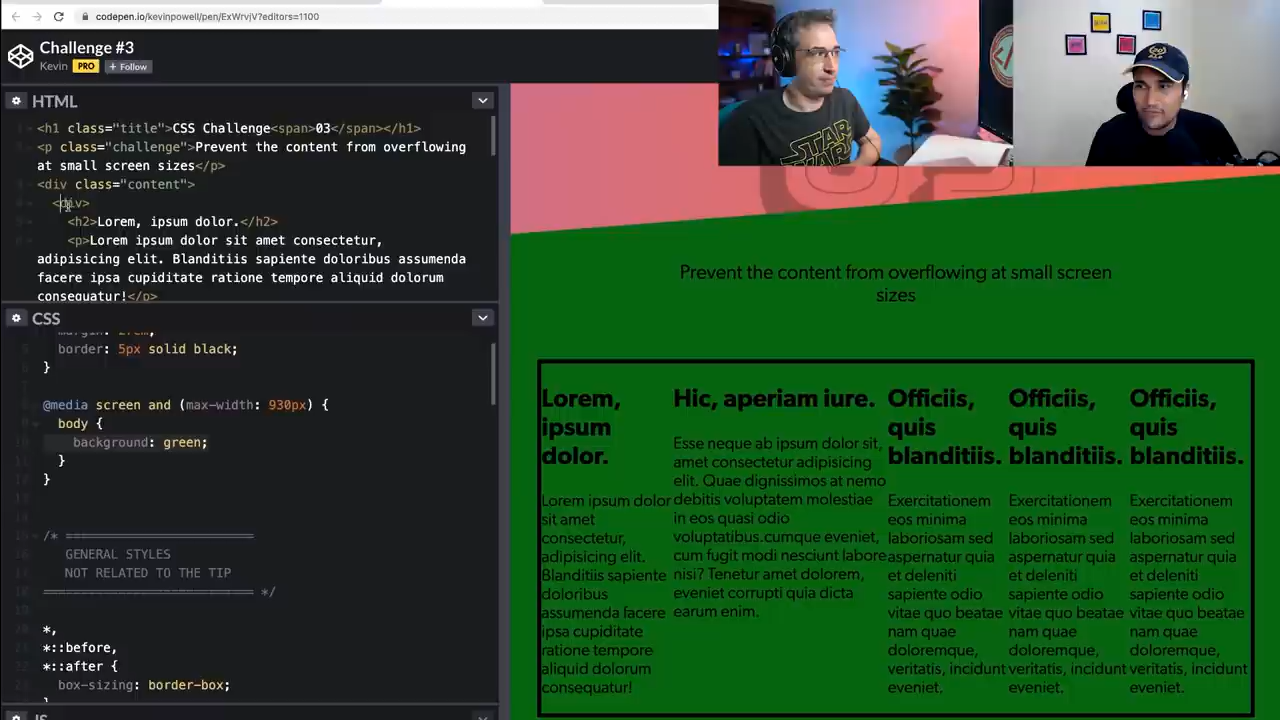 codepen.io/kevinpowell/pen/ExWrvjV?editors=1100
Challenge #3
Kevin PRO + Follow
HTML
<h1 class="title">CSS Challenge<span>03</span></h1>
<p class="challenge">Prevent the content from overflowing
at small screen sizes</p>
<div class="content">
<div>
<h2>Lorem, ipsum dolor.</h2>
<p>Lorem ipsum dolor sit amet consectetur,
adipisicing elit. Blanditiis sapiente doloribus assumenda
facere ipsa cupiditate ratione tempore aliquid dolorum
consequatur!</p>
CSS
border: 5px solid black;
}
@media screen and (max-width: 930px) {
body {
background: green;
}
}
/* =========================
GENERAL STYLES
NOT RELATED TO THE TIP
========================= */
*,
*::before,
*::after {
box-sizing: border-box;
JS
STAR
WARS
03
Prevent the content from overflowing at small screen
sizes
Lorem,
ipsum
dolor.
Lorem ipsum dolor
sit amet
consectetur,
adipisicing elit.
Blanditiis sapiente
doloribus
assumenda facere
ipsa cupiditate
ratione tempore
aliquid dolorum
consequatur!
Hic, aperiam iure.
Esse neque ab ipsum dolor sit,
amet consectetur adipisicing
elit. Quae dignissimos at nemo
debitis voluptatem molestiae
in eos quasi odio
voluptatibus.cumque eveniet,
cum fugit modi nesciunt labore
nisi? Tenetur amet dolorem,
eveniet corrupti quia dicta
earum enim.
Officiis,
quis
blanditiis.
Exercitationem
eos minima
laboriosam sed
aspernatur quia
et deleniti
sapiente odio
vitae quo beatae
nam quae
doloremque,
veritatis, incidunt
eveniet.
Officiis,
quis
blanditiis.
Exercitationem
eos minima
laboriosam sed
aspernatur quia
et deleniti
sapiente odio
vitae quo beatae
nam quae
doloremque,
veritatis, incidunt
eveniet.
Officiis,
quis
blanditiis.
Exercitationem
eos minima
laboriosam sed
aspernatur quia
et deleniti
sapiente odio
vitae quo beatae
nam quae
doloremque,
veritatis, incidunt
eveniet.